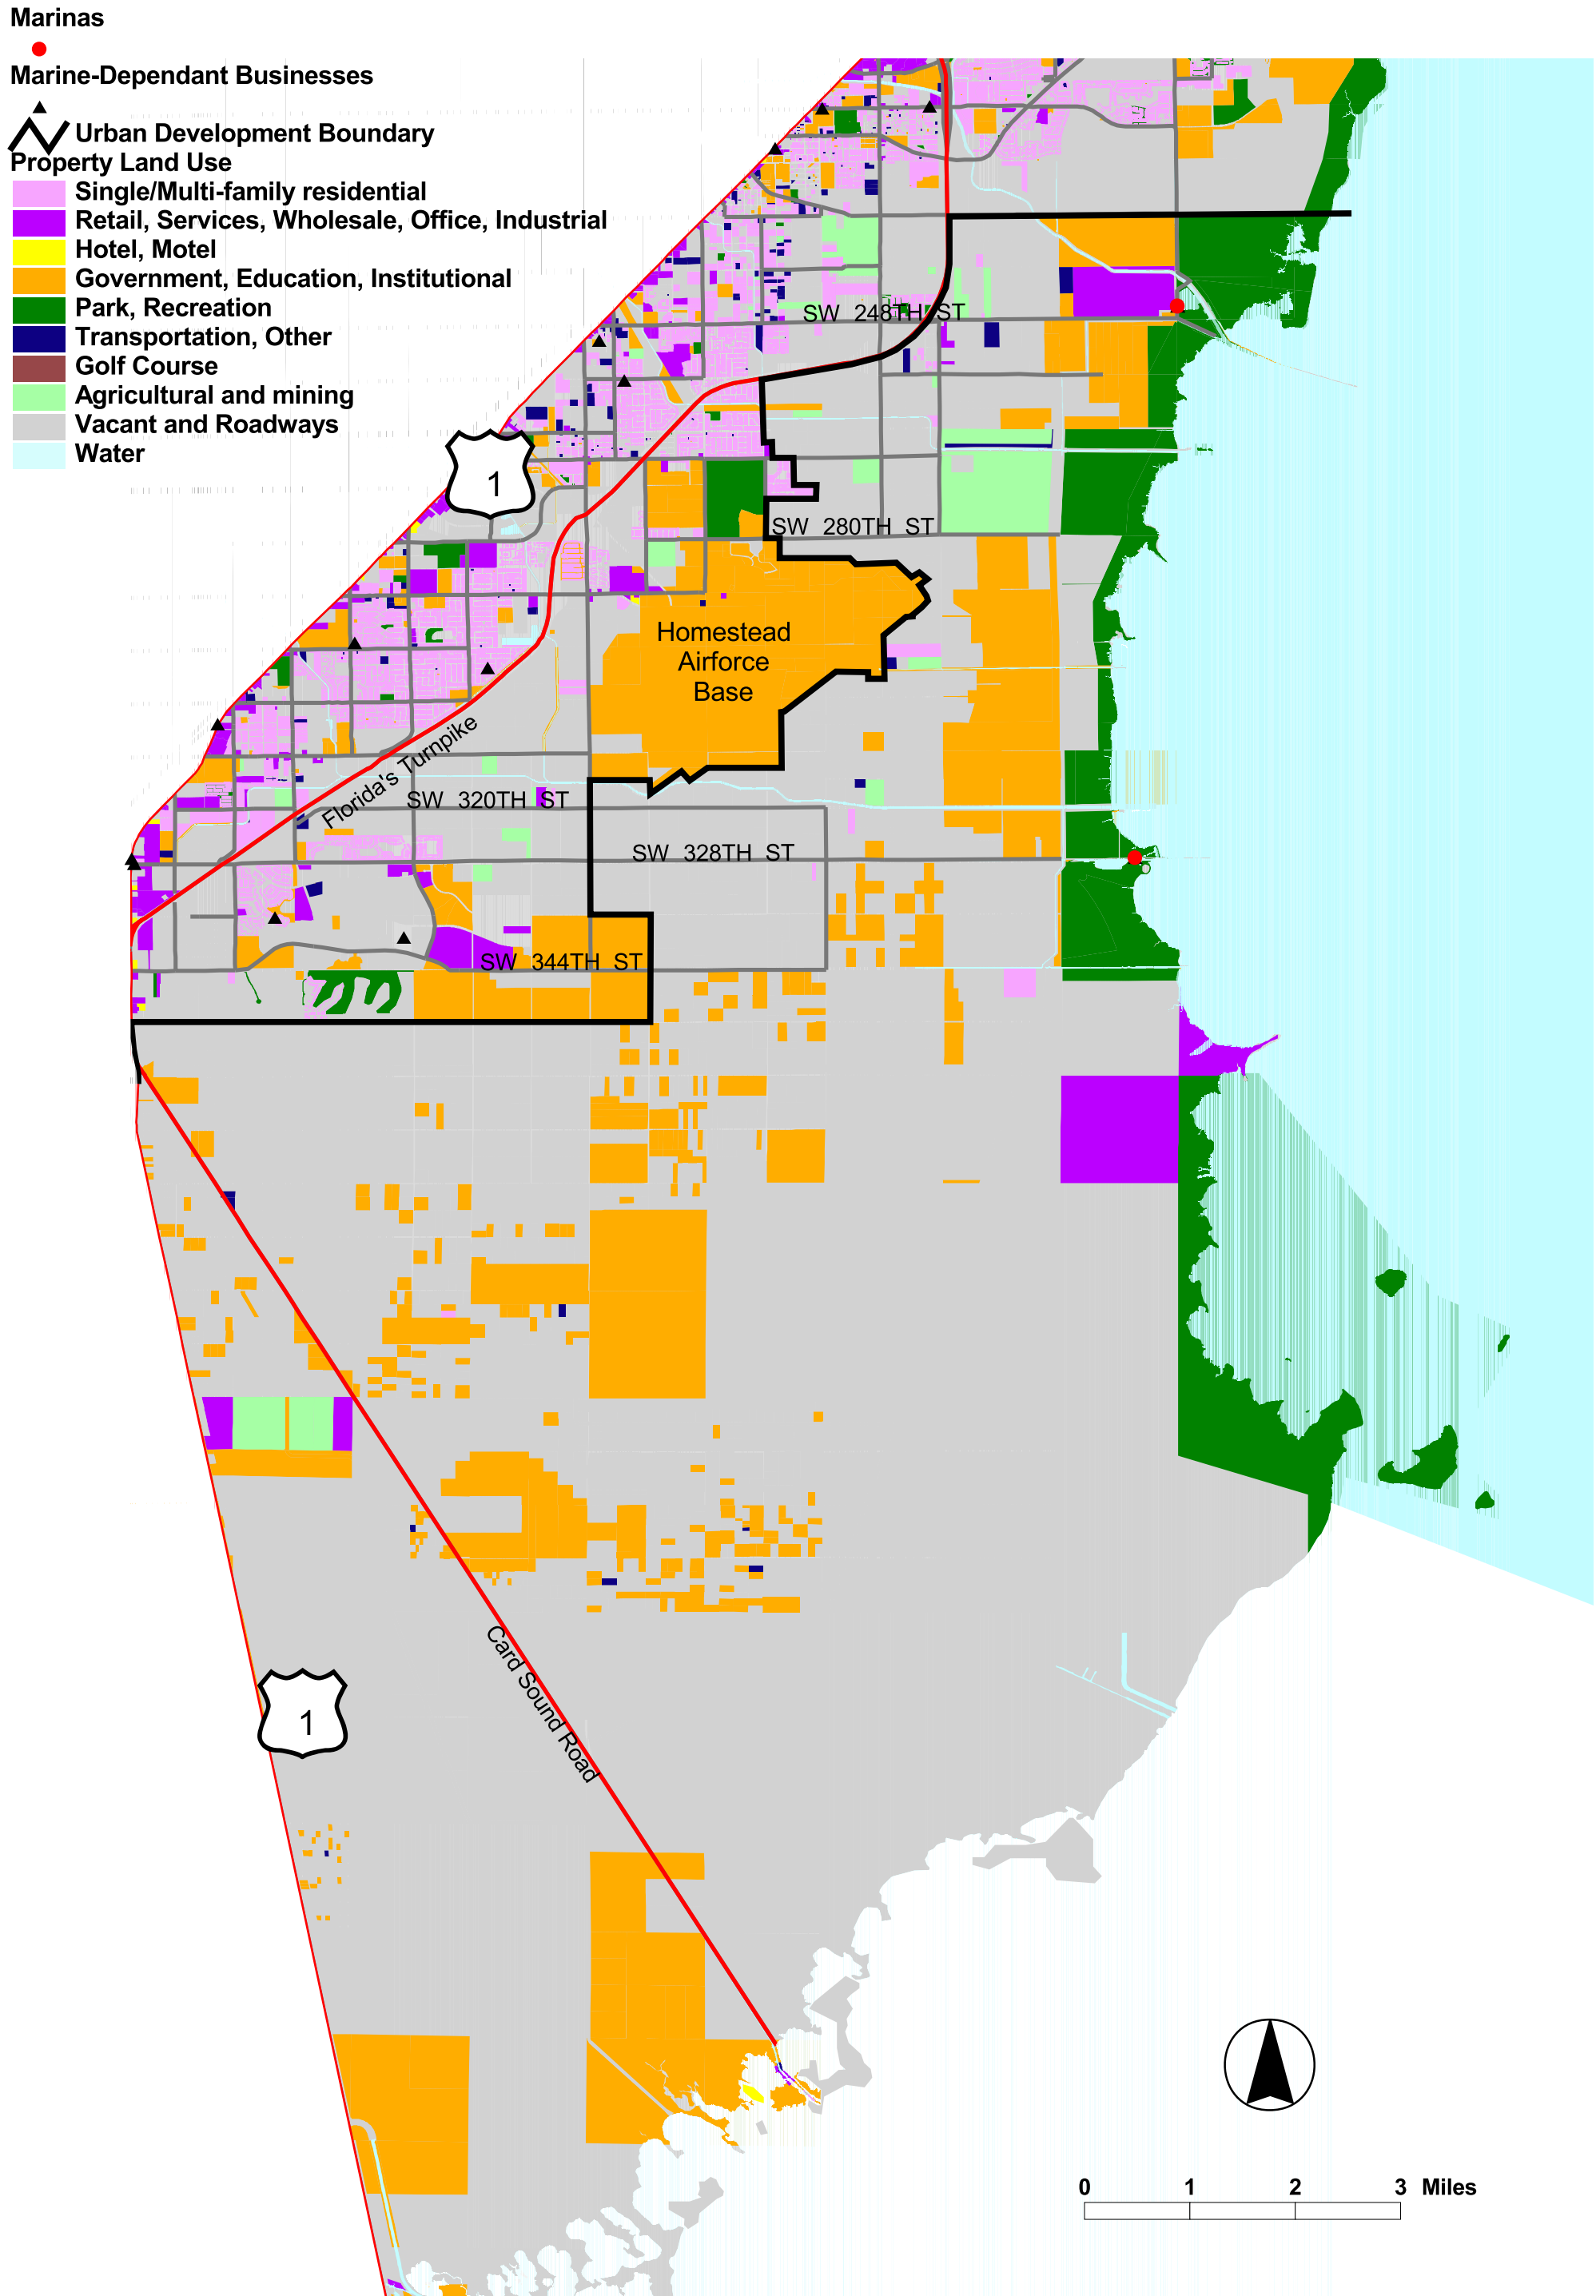 Marinas
Marine-Dependant Businesses
Urban Development Boundary
Property Land Use
Single/Multi-family residential
Retail, Services, Wholesale, Office, Industrial
Hotel, Motel
Government, Education, Institutional
Park, Recreation
Transportation, Other
Golf Course
Agricultural and mining
Vacant and Roadways
Water
SW 248TH ST
1
SW 280TH ST
Homestead
Airforce
Base
Florida's Turnpike
SW 320TH ST
SW 328TH ST
SW 344TH ST
Card Sound Road
1
0 1 2 3 Miles